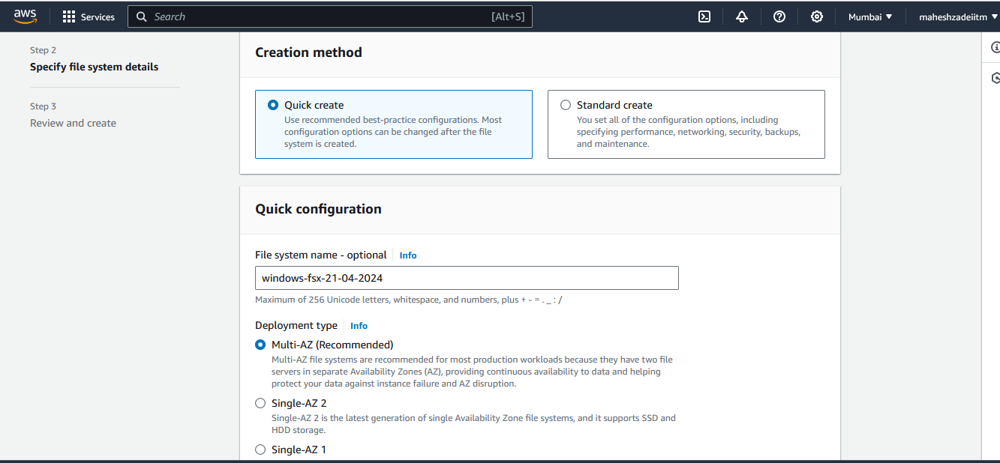 aws
Services
Search
[Alt+S]
Mumbai
maheshzadeiitm
Step 2
Specify file system details
Step 3
Review and create
Creation method
Quick create
Use recommended best-practice configurations. Most
configuration options can be changed after the file
system is created.
Standard create
You set all of the configuration options, including
specifying performance, networking, security, backups,
and maintenance.
Quick configuration
File system name - optional
Info
windows-fsx-21-04-2024
Maximum of 256 Unicode letters, whitespace, and numbers, plus + - = . _ : /
Deployment type
Info
Multi-AZ (Recommended)
Multi-AZ file systems are recommended for most production workloads because they have two file
servers in separate Availability Zones (AZ), providing continuous availability to data and helping
protect your data against instance failure and AZ disruption.
Single-AZ 2
Single-AZ 2 is the latest generation of single Availability Zone file systems, and it supports SSD and
HDD storage.
Single-AZ 1